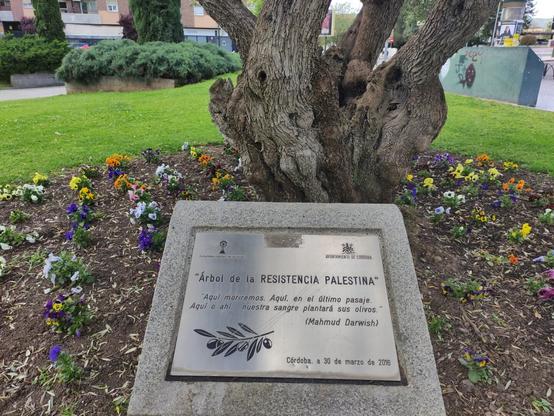 AYUNTAMIENTO DE CÓRDOBA
"Árbol de la RESISTENCIA PALESTINA"
"Aquí moriremos. Aquí, en el último pasaje.
Aquí o ahí... nuestra sangre plantará sus olivos."
(Mahmud Darwish)
Córdoba, a 30 de marzo de 2016